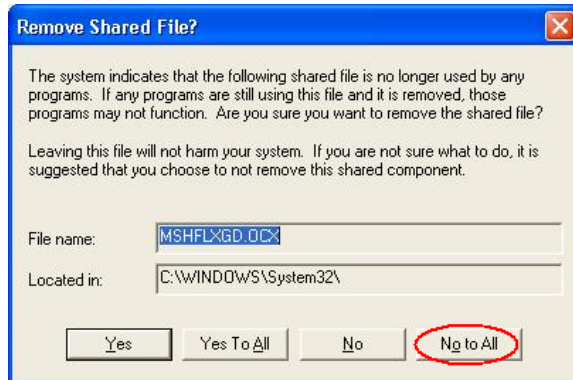 Remove Shared File?
The system indicates that the following shared file is no longer used by any
programs. If any programs are still using this file and it is removed, those
programs may not function. Are you sure you want to remove the shared file?
Leaving this file will not harm your system. If you are not sure what to do, it is
suggested that you choose to not remove this shared component.
File name: MSHFLXGD.OCX
Located in: C:\WINDOWS\System32\
Yes Yes To All No No to All